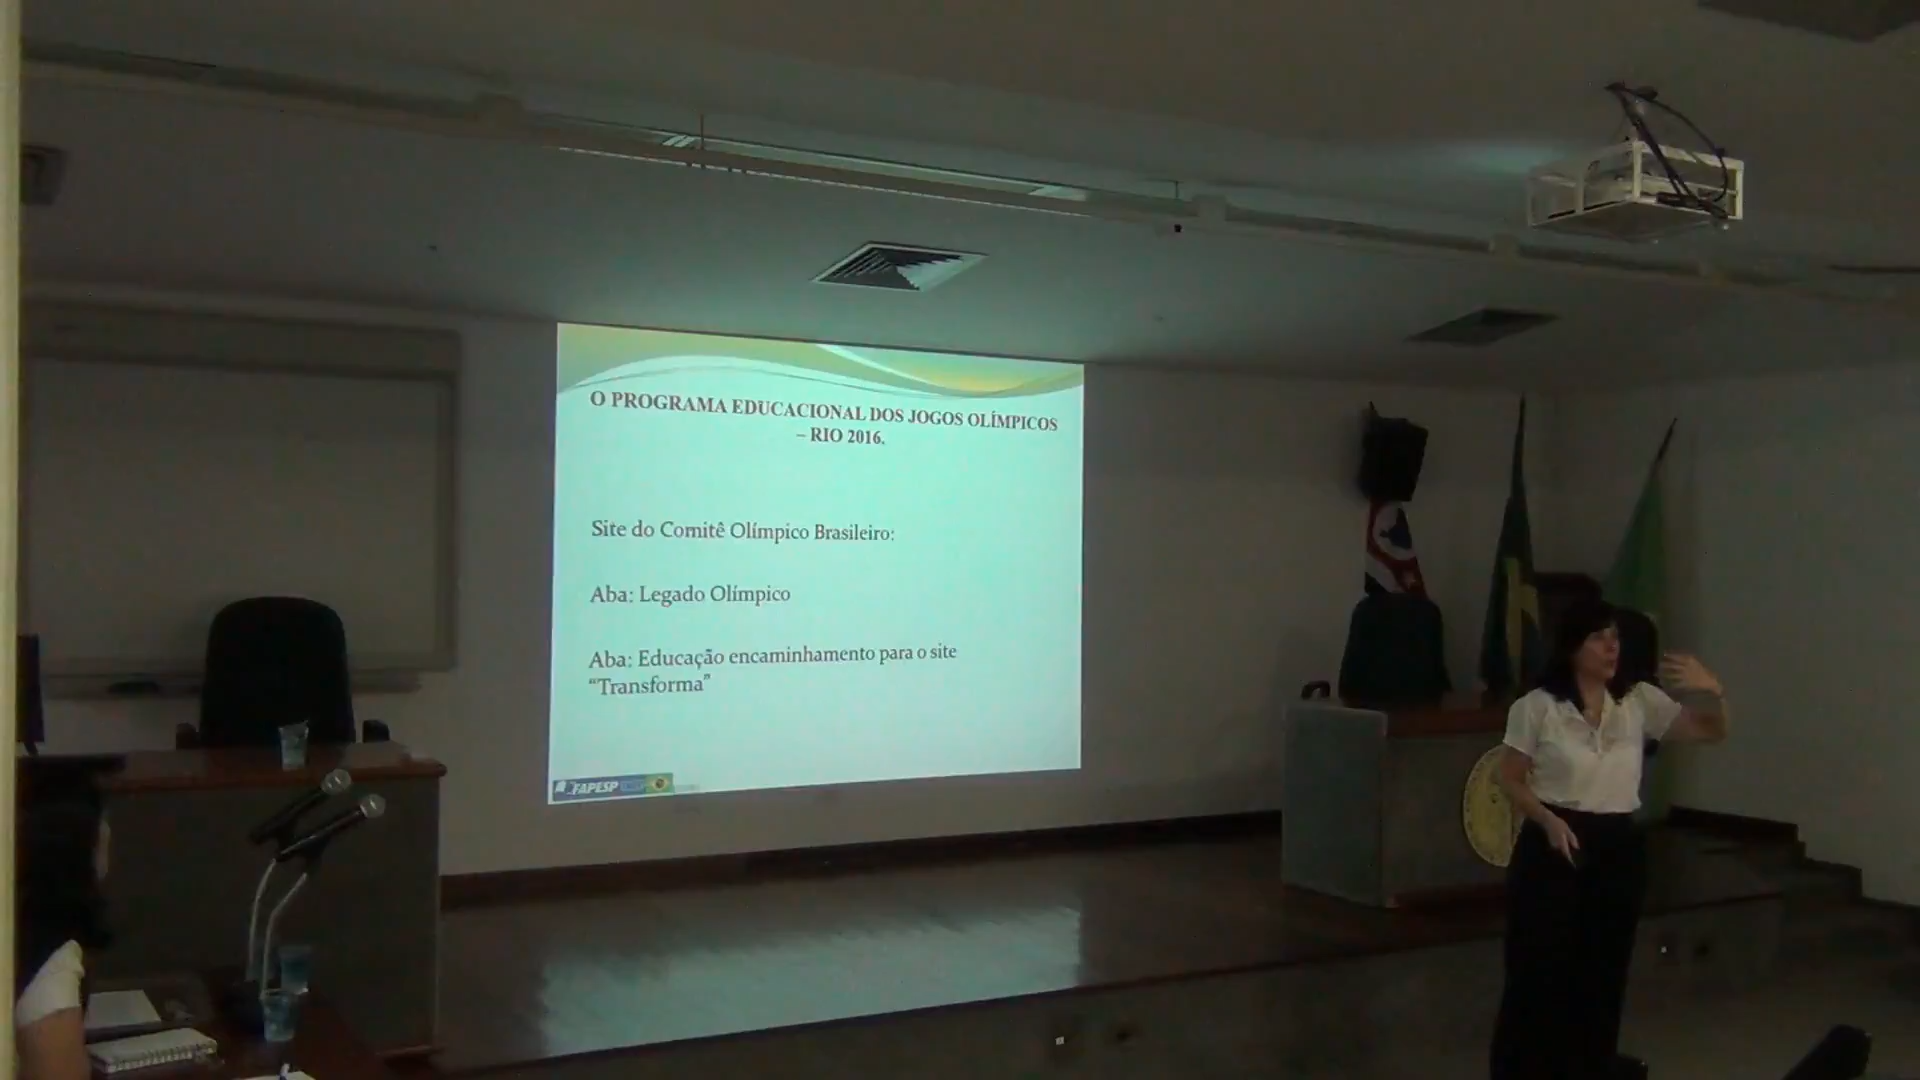 O PROGRAMA EDUCACIONAL DOS JOGOS OLÍMPICOS
– RIO 2016.
Site do Comitê Olímpico Brasileiro:
Aba: Legado Olímpico
Aba: Educação encaminhamento para o site
“Transforma”
FAPESP